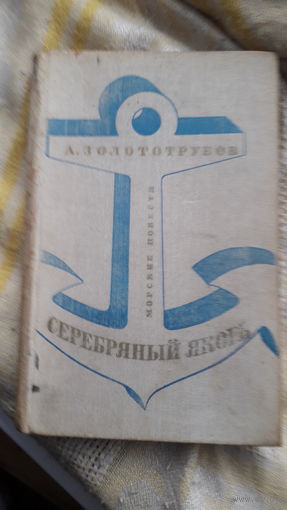 А. ЗОЛОТОТРУБОВ
МОРСКИЕ ПОВЕСТИ
СЕРЕБРЯНЫЙ ЯКОРЬ